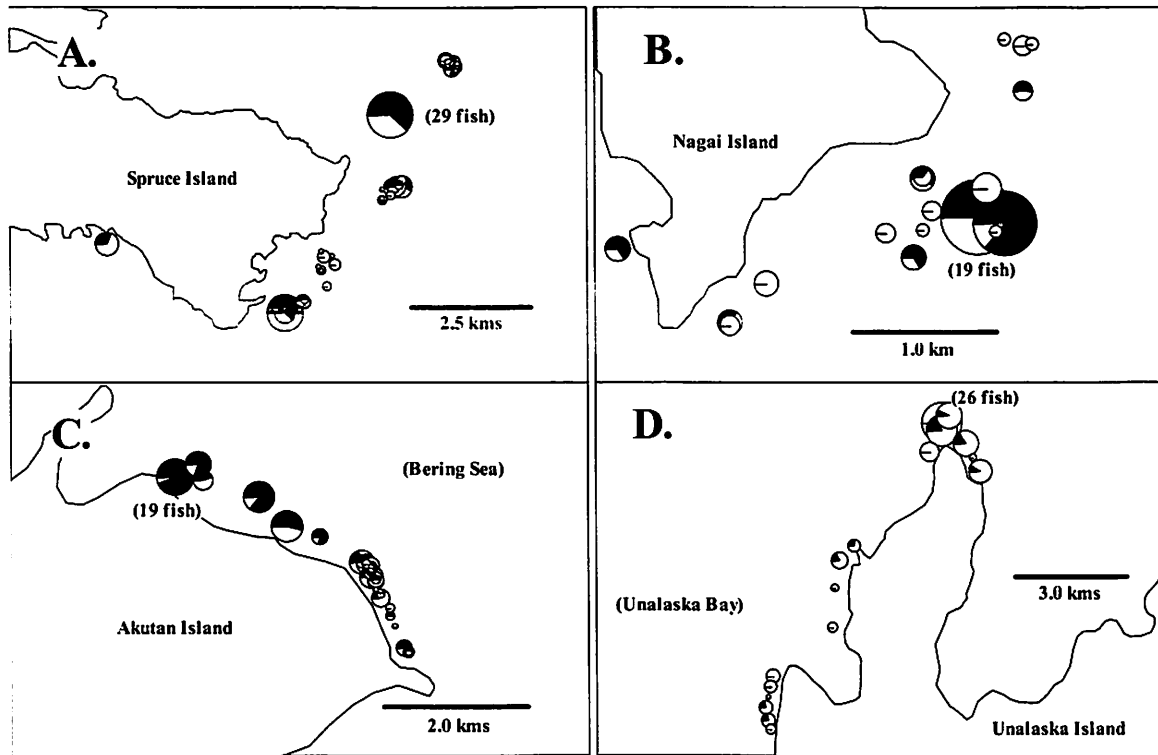 A.
(29 fish)
Spruce Island
2.5 kms
B.
Nagai Island
(19 fish)
1.0 km
C.
(Bering Sea)
(19 fish)
Akutan Island
2.0 kms
D.
(26 fish)
(Unalaska Bay)
3.0 kms
Unalaska Island